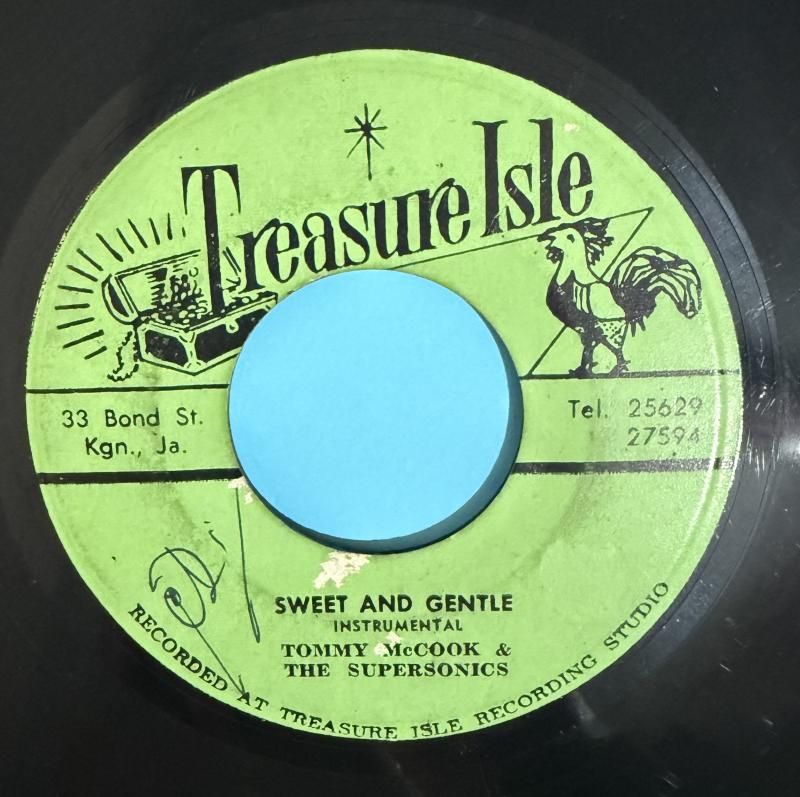 Treasure Isle
33 Bond St.
Kgn., Ja.
Tel. 25629
27594
SWEET AND GENTLE
INSTRUMENTAL
TOMMY McCOOK &
THE SUPERSONICS
RECORDED AT TREASURE ISLE RECORDING STUDIO